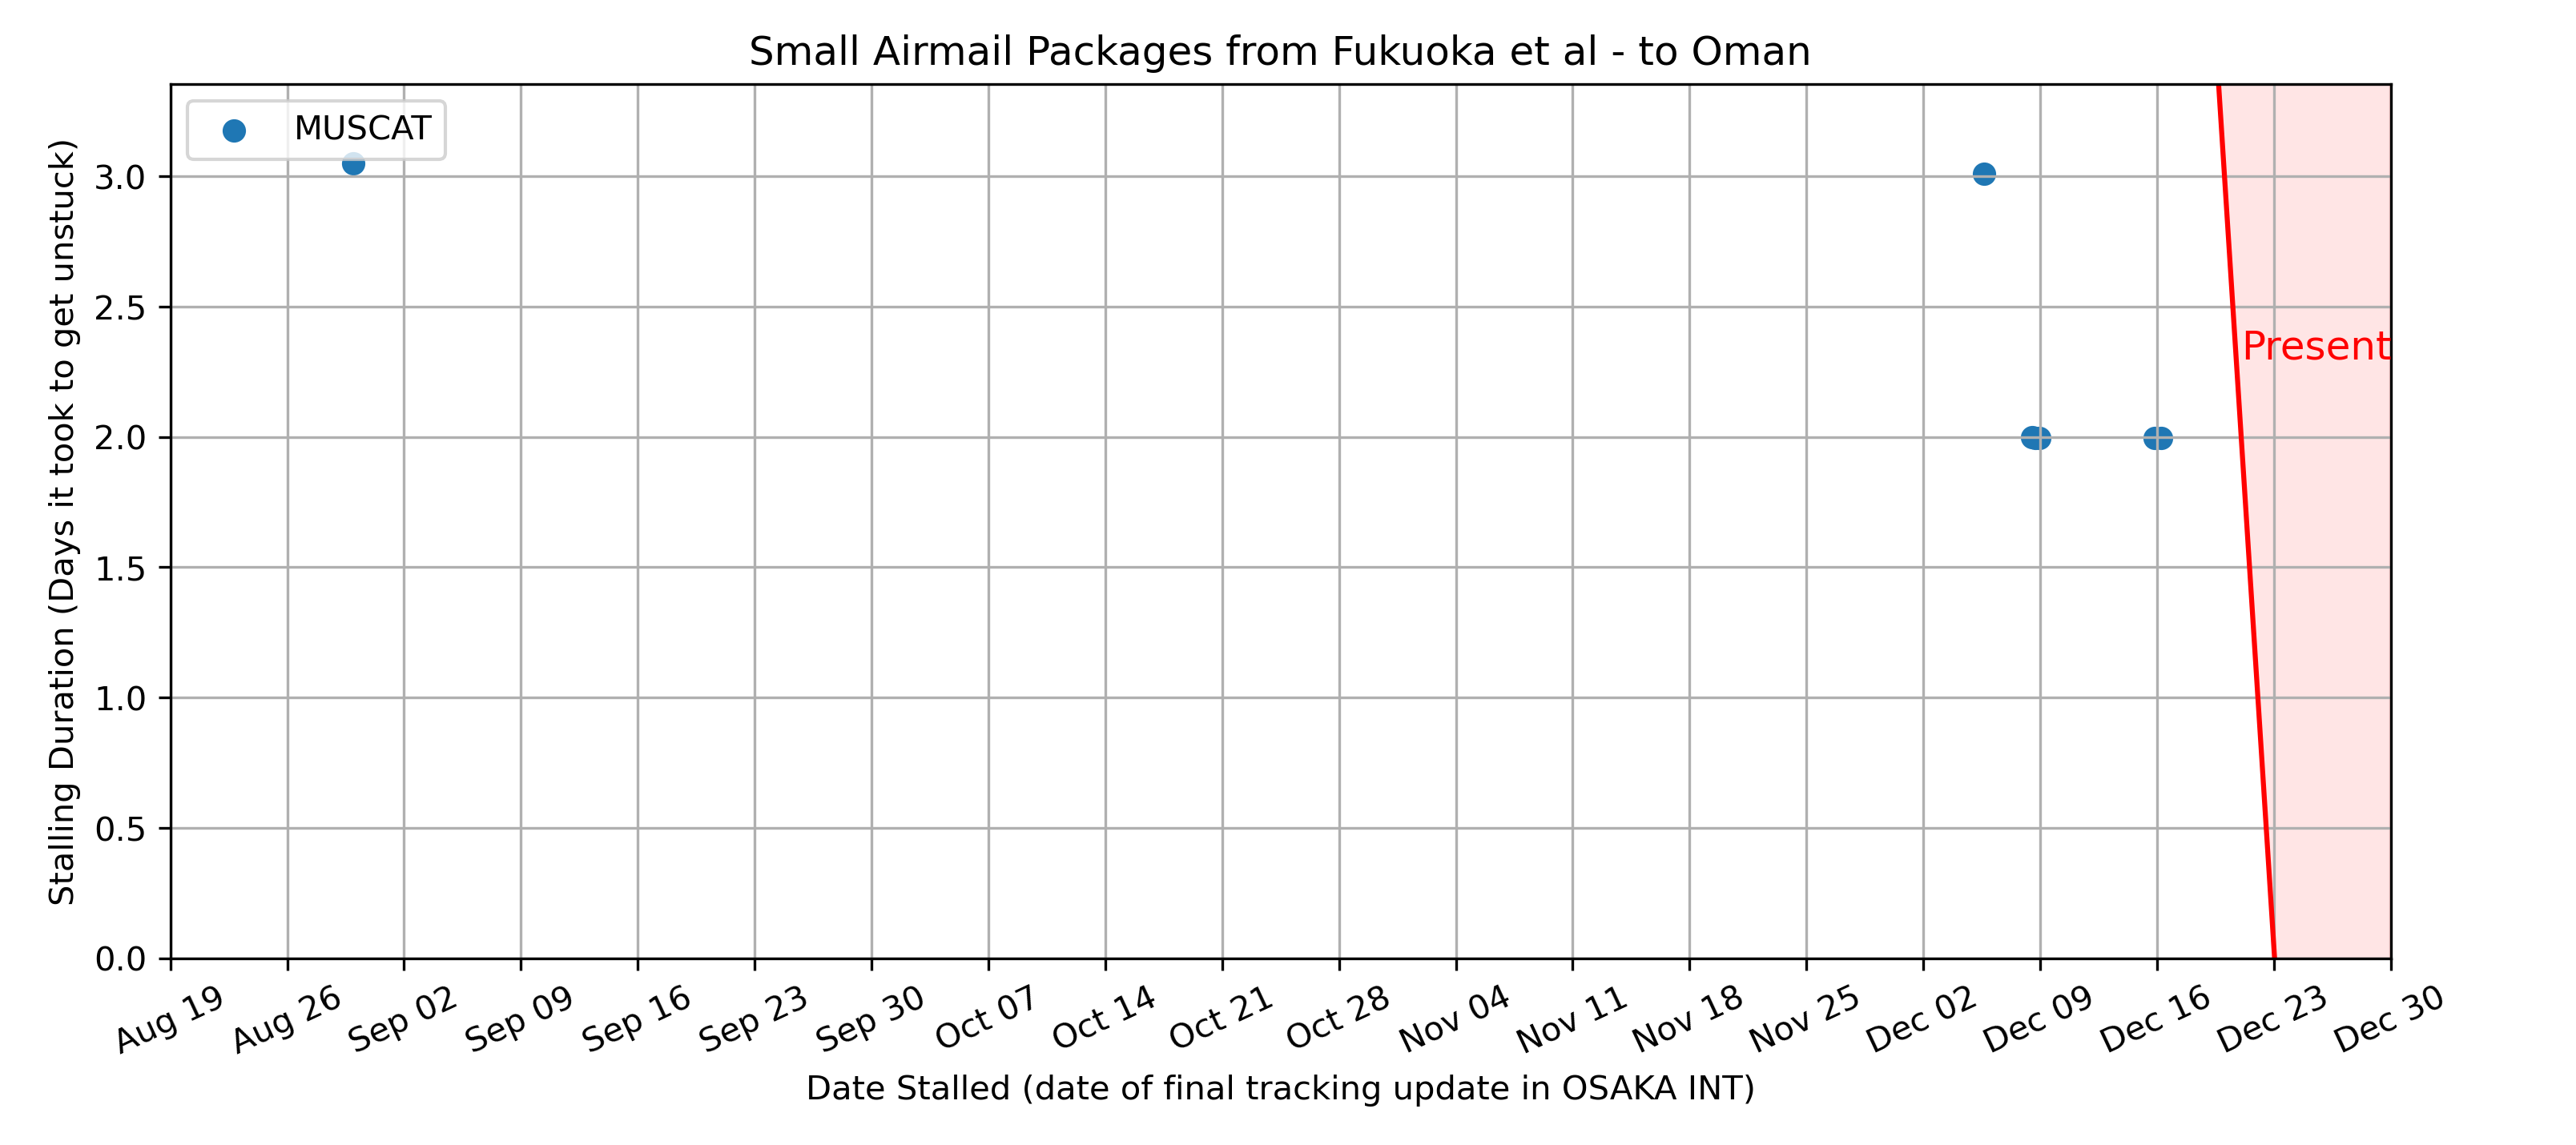 Small Airmail Packages from Fukuoka et al - to Oman
MUSCAT
Stalling Duration (Days it took to get unstuck)
3.0
2.5
2.0
1.5
1.0
0.5
0.0
Present
Aug 19
Aug 26
Sep 02
Sep 09
Sep 16
Sep 23
Sep 30
Oct 07
Oct 14
Oct 21
Oct 28
Nov 04
Nov 11
Nov 18
Nov 25
Dec 02
Dec 09
Dec 16
Dec 23
Dec 30
Date Stalled (date of final tracking update in OSAKA INT)